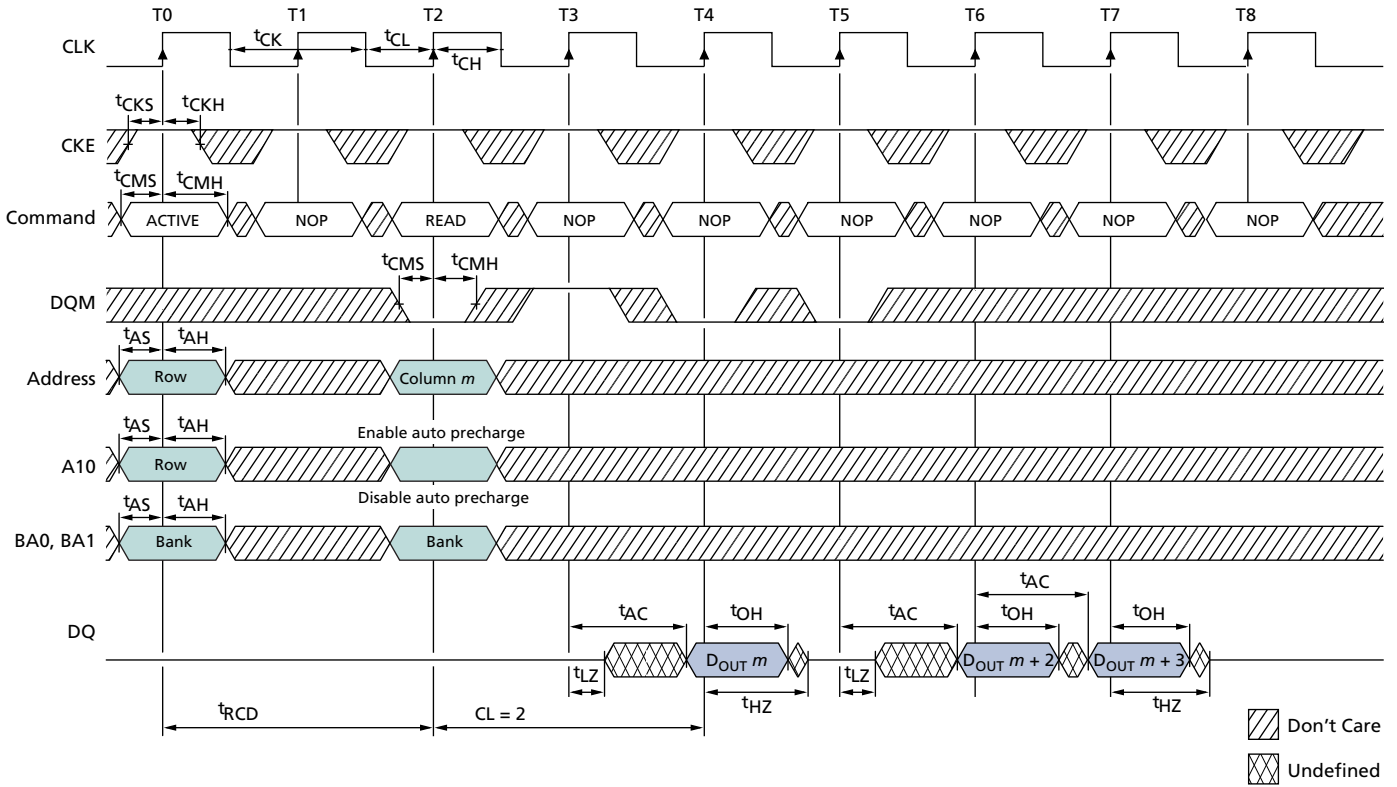 T0 T1 T2 T3 T4 T5 T6 T7 T8
CLK
tCK tCL
tCH
tCKS tCKH
CKE
tCMS tCMH
Command ACTIVE NOP READ NOP NOP NOP NOP NOP NOP
tCMS tCMH
DQM
tAS tAH
Address Row Column m
tAS tAH Enable auto precharge
A10 Row
tAS tAH Disable auto precharge
BA0, BA1 Bank Bank
tAC
DQ tAC tOH tAC tOH tOH
DOUT m DOUT m + 2 DOUT m + 3
tLZ tLZ
tHZ tHZ
tRCD CL = 2
Don't Care
Undefined